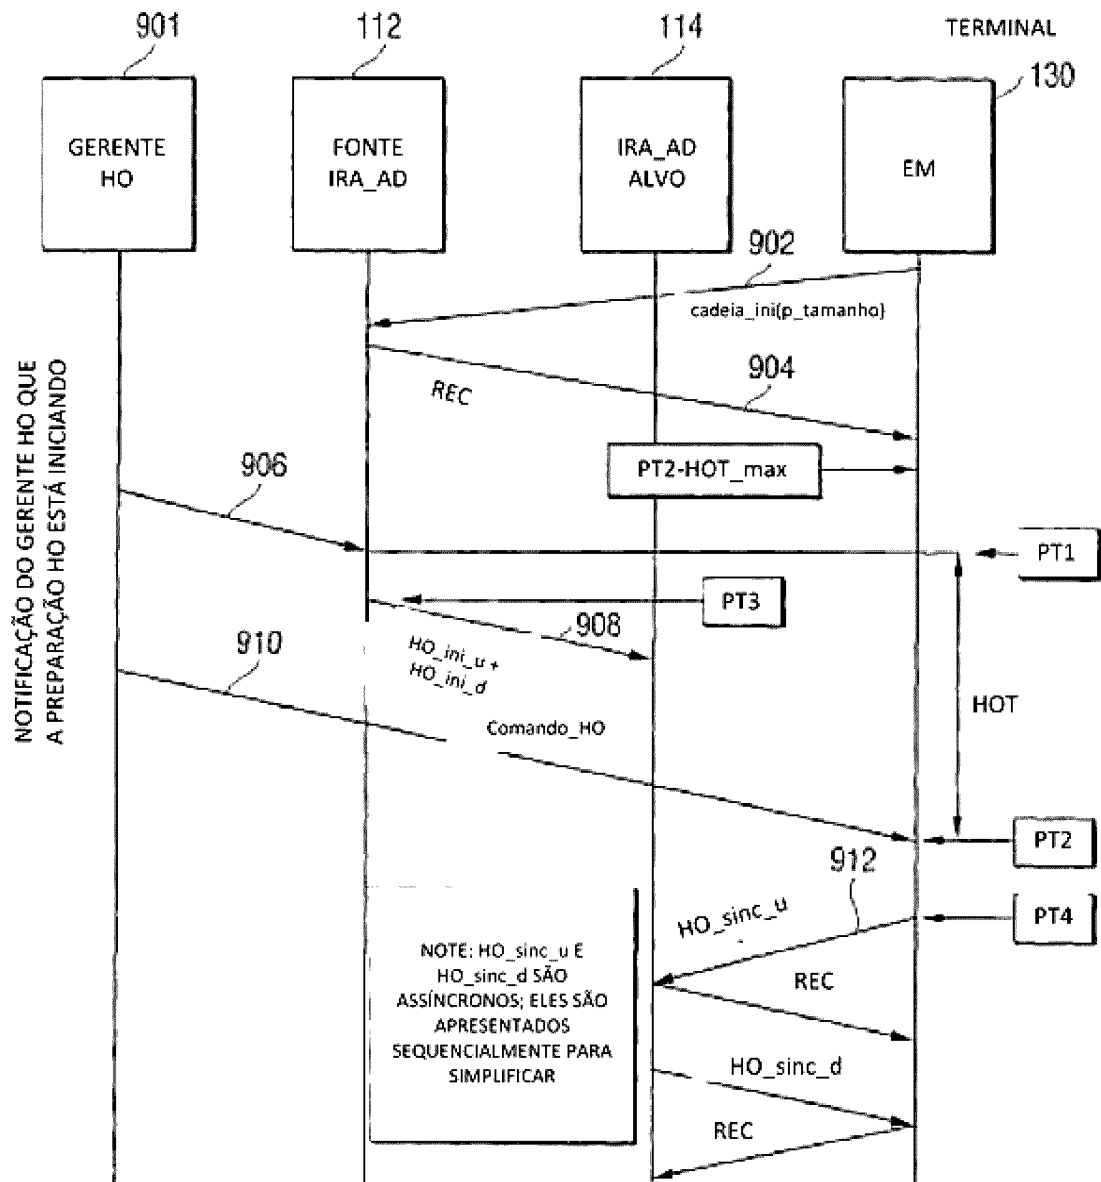 901
112
114
TERMINAL
130
GERENTE
HO
FONTE
IRA_AD
IRA_AD
ALVO
EM
902
cadeia_ini(p_tamanho)
904
REC
PT2-HOT_max
NOTIFICAÇÃO DO GERENTE HO QUE
A PREPARAÇÃO HO ESTÁ INICIANDO
906
PT1
PT3
908
HO_ini_u +
HO_ini_d
910
HOT
Comando_HO
PT2
912
HO_sinc_u
PT4
NOTE: HO_sinc_u E
HO_sinc_d SÃO
ASSÍNCRONOS; ELES SÃO
APRESENTADOS
SEQUENCIALMENTE PARA
SIMPLIFICAR
REC
HO_sinc_d
REC